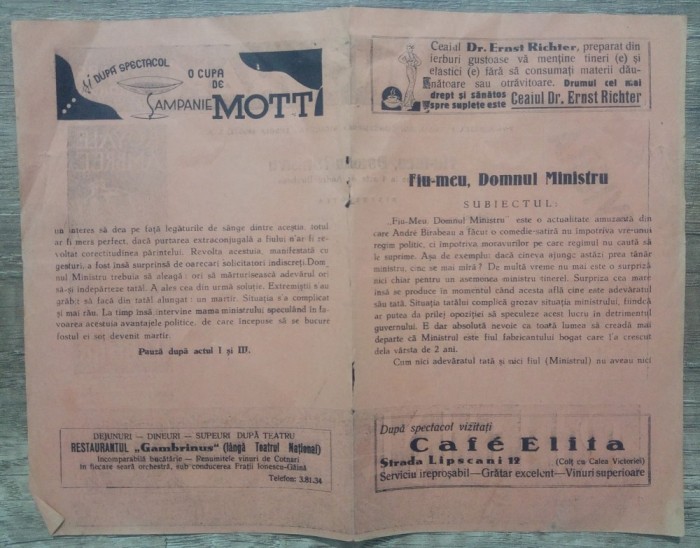 și DUPĂ SPECTACOL
O CUPĂ
DE
ȘAMPANIE MOTT
un interes să dea pe față legăturile de sânge dintre aceștia, totul
ar fi mers perfect, dacă purtarea extraconjugală a fiului n'ar fi re-
voltat corectitudinea părintelui. Revolta acestuia, manifestată cu
gesturi, a fost însă surprinsă de oarecari solicitatori indiscreți.Dom-
nul Ministru trebuia să aleagă: ori să mărturisească adevărul ori
să-și îndepărteze tatăl. A ales cea din urmă soluție. Extremiștii s'au
grăbit să facă din tatăl alungat: un martir. Situația s'a complicat
și mai rău. La timp însă intervine mama ministrului speculând în fa-
voarea acestuia avantajele politice, de care începuse să se bucure
fostul ei soț devenit martir.
Pauză după actul I și III.
DEJUNURI — DINEURI — SUPEURI DUPĂ TEATRU
RESTAURANTUL „Gambrinus" (lângă Teatrul Național)
Incomparabilă bucătărie — Renumitele vinuri de Cotnari
În fiecare seară orchestră, sub conducerea Frații Ionescu-Găină
Telefon: 3.81.34
Ceaiul Dr. Ernst Richter, preparat din
ierburi gustoase vă menține tineri (e) și
elastici (e) fără să consumați materii dău-
nătoare sau otrăvitoare. Drumul cel mai
drept și sănătos
spre suplețe este Ceaiul Dr. Ernst Richter
Fiu-meu, Domnul Ministru
SUBIECTUL:
„Fiu-Meu, Domnul Ministru" este o actualitate amuzantă din
care André Birabeau a făcut o comedie-satiră nu împotriva vre-unui
regim politic, ci împotriva moravurilor pe care regimul nu caută să
le suprime. Așa de exemplu: dacă cineva ajunge astăzi prea tânăr
ministru, cine se mai miră? De multă vreme nu mai este o surpriză
nici chiar pentru un asemenea ministru tinerel. Surpriza cea mare
însă se produce în momentul când acesta află cine este adevăratul
său tată. Situația tatălui complică grozav situația ministrului, fiindcă
ar putea da prilej opoziției să speculeze acest lucru în detrimentul
guvernului. E dar absolută nevoie ca toată lumea să creadă mai
departe că Ministrul este fiul fabricantului bogat care l'a crescut
dela vârsta de 2 ani.
Cum nici adevăratul tată și nici fiul (Ministrul) nu aveau nici
După spectacol vizitați
Café Elita
Strada Lipscani 12 (Colț cu Calea Victoriei)
Serviciu ireproșabil—Grătar excelent—Vinuri superioare